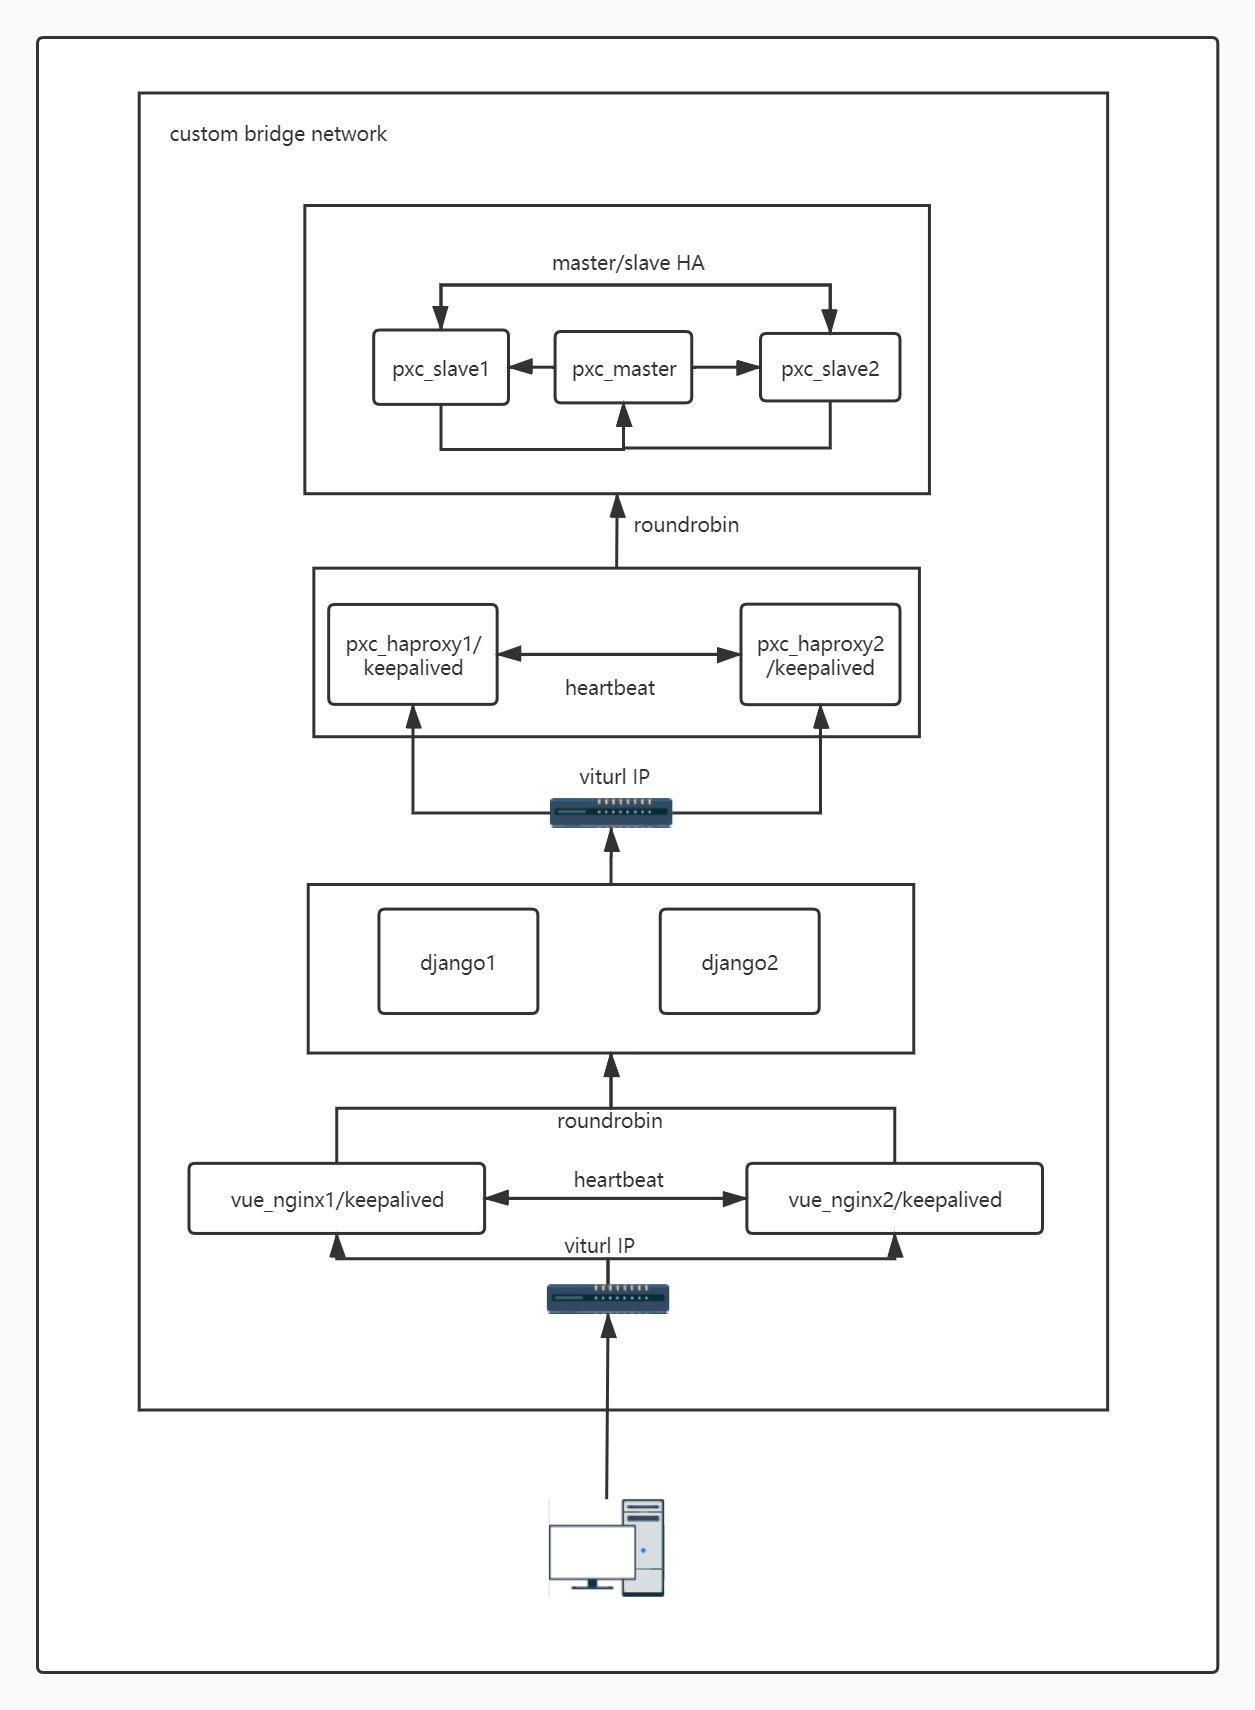 custom bridge network
master/slave HA
pxc_slave1
pxc_master
pxc_slave2
roundrobin
pxc_haproxy1/
keepalived
pxc_haproxy2
/keepalived
heartbeat
viturl IP
django1
django2
roundrobin
heartbeat
vue_nginx1/keepalived
vue_nginx2/keepalived
viturl IP